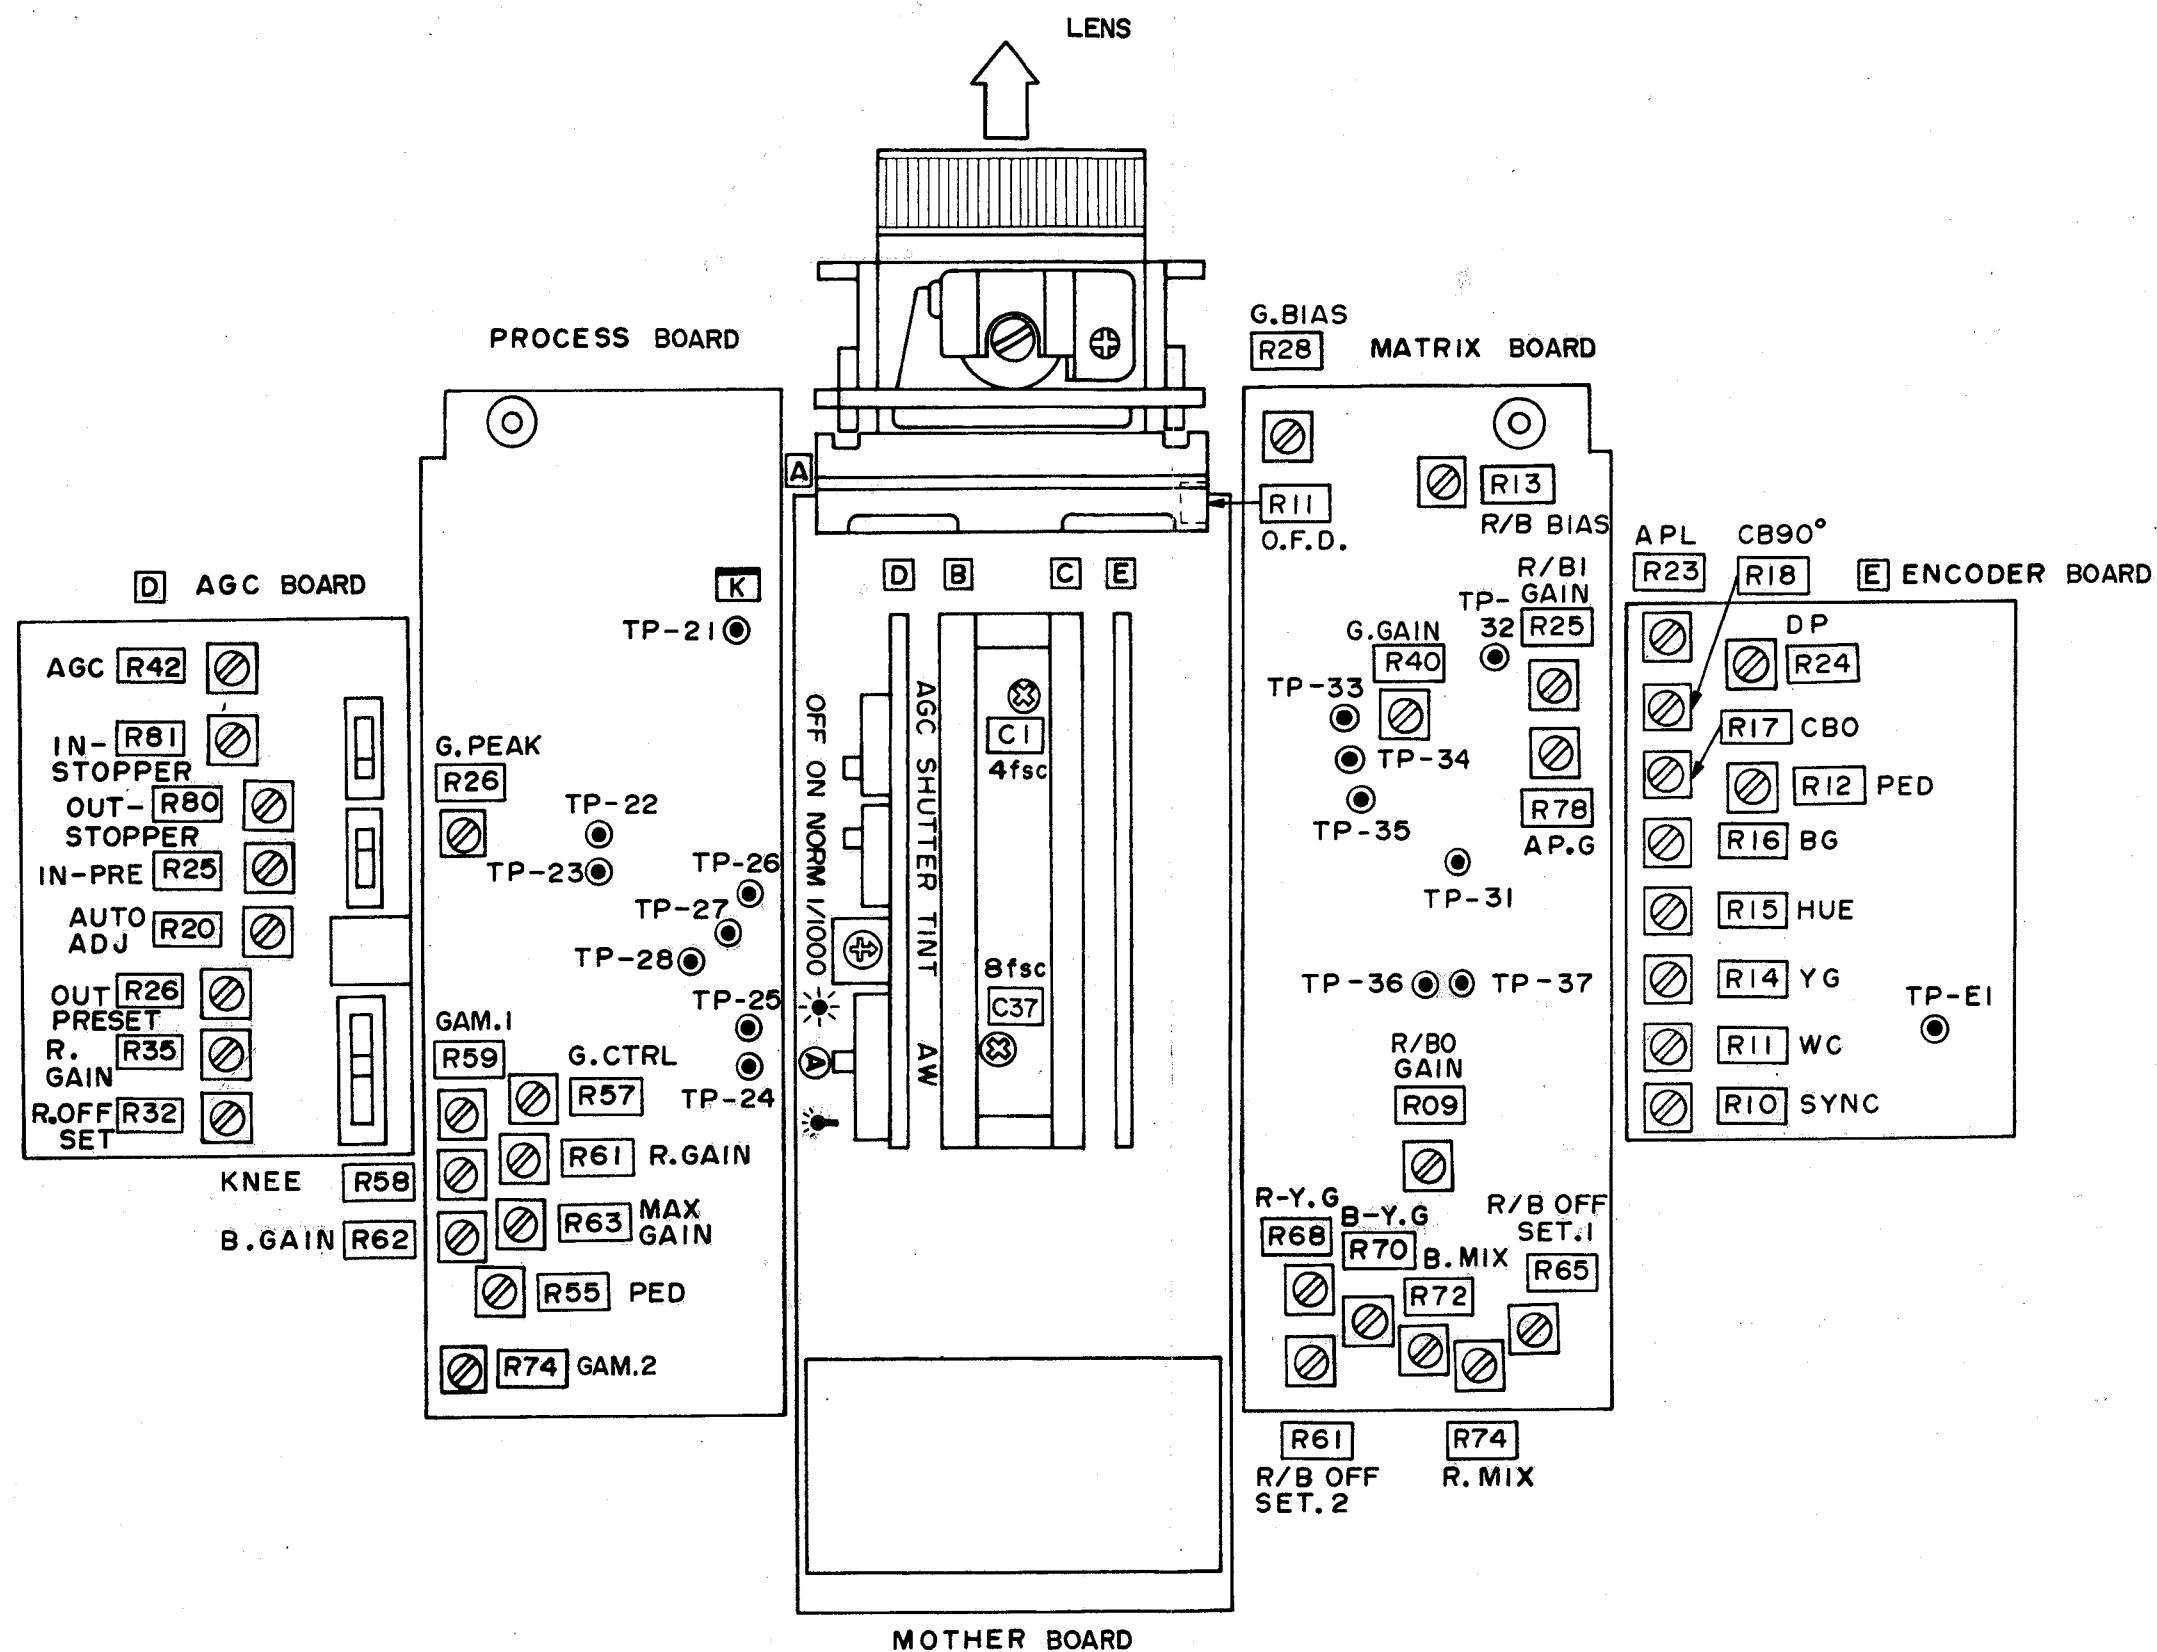 LENS
PROCESS BOARD
G.BIAS
R28
MATRIX BOARD
A
R11
O.F.D.
R13
R/B BIAS
D AGC BOARD
AGC R42
IN- R81
STOPPER
OUT- R80
STOPPER
IN-PRE R25
AUTO
ADJ R20
OUT R26
PRESET
R. R35
GAIN
R.OFF R32
SET
KNEE R58
B.GAIN R62
K
TP-21
G.PEAK
R26
TP-22
TP-23
TP-26
TP-27
TP-28
TP-25
TP-24
GAM.1
R59
G.CTRL
R57
R61 R.GAIN
R63 MAX
GAIN
R55 PED
R74 GAM.2
D B C E
OFF ON NORM 1/1000
A
AGC SHUTTER TINT AW
C1
4fsc
8fsc
C37
MOTHER BOARD
R/B1
GAIN
R25
TP-
32
G.GAIN
R40
TP-33
TP-34
TP-35
R78
AP.G
TP-31
TP-36
TP-37
R/B0
GAIN
R09
R-Y.G
R68
B-Y.G
R70
B.MIX
R72
R/B OFF
SET.1
R65
R61
R/B OFF
SET.2
R74
R.MIX
APL
R23
CB90°
R18
E ENCODER BOARD
DP
R24
R17 CBO
R12 PED
R16 BG
R15 HUE
R14 YG
TP-E1
R11 WC
R10 SYNC